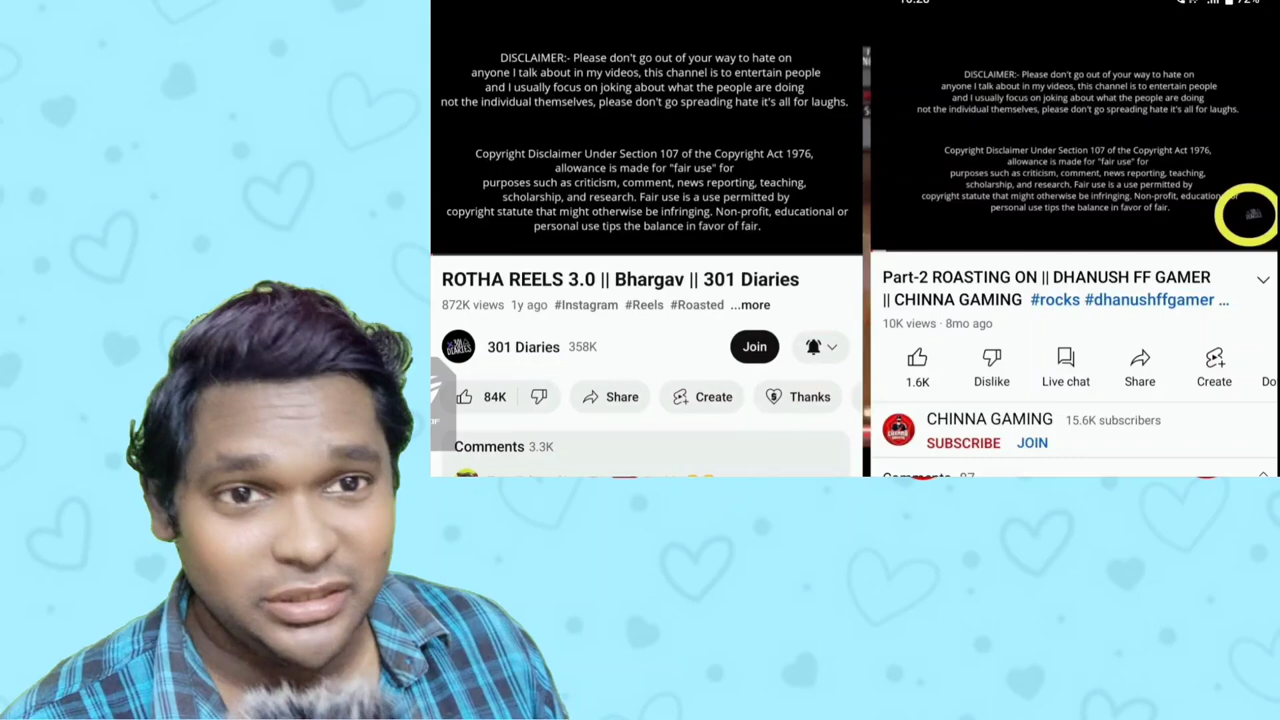 DISCLAIMER:- Please don't go out of your way to hate on
anyone I talk about in my videos, this channel is to entertain people
and I usually focus on joking about what the people are doing
not the individual themselves, please don't go spreading hate it's all for laughs.
Copyright Disclaimer Under Section 107 of the Copyright Act 1976,
allowance is made for "fair use" for
purposes such as criticism, comment, news reporting, teaching,
scholarship, and research. Fair use is a use permitted by
copyright statute that might otherwise be infringing. Non-profit, educational or
personal use tips the balance in favor of fair.
ROTHA REELS 3.0 || Bhargav || 301 Diaries
872K views 1y ago #Instagram #Reels #Roasted ...more
301 DIARIES
301 Diaries 358K
Join
84K
Share
Create
Thanks
Comments 3.3K
72%
DISCLAIMER:- Please don't go out of your way to hate on
anyone I talk about in my videos, this channel is to entertain people
and I usually focus on joking about what the people are doing
not the individual themselves, please don't go spreading hate it's all for laughs.
Copyright Disclaimer Under Section 107 of the Copyright Act 1976,
allowance is made for "fair use" for
purposes such as criticism, comment, news reporting, teaching,
scholarship, and research. Fair use is a use permitted by
copyright statute that might otherwise be infringing. Non-profit, educational or
personal use tips the balance in favor of fair.
Part-2 ROASTING ON || DHANUSH FF GAMER
|| CHINNA GAMING #rocks #dhanushffgamer ...
10K views · 8mo ago
1.6K
Dislike
Live chat
Share
Create
Do
CHINNA GAMING 15.6K subscribers
SUBSCRIBE JOIN
Comments